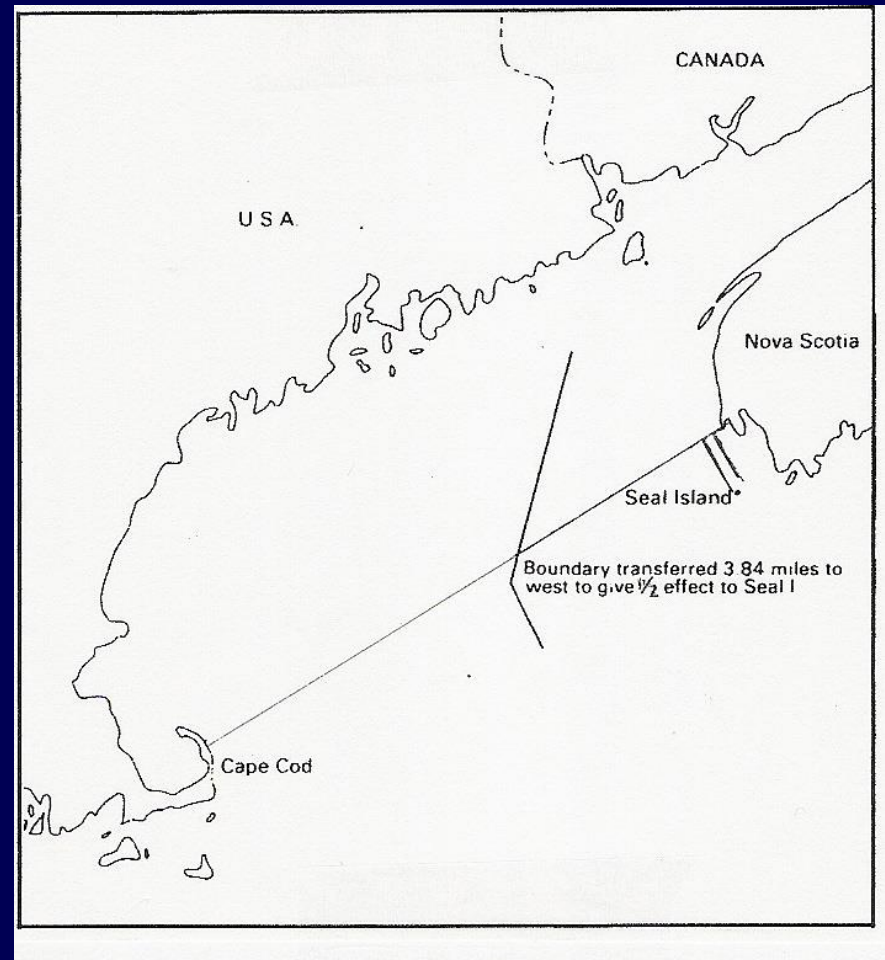 CANADA
U S A
Nova Scotia
Seal Island
Boundary transferred 3.84 miles to
west to give ½ effect to Seal I
Cape Cod